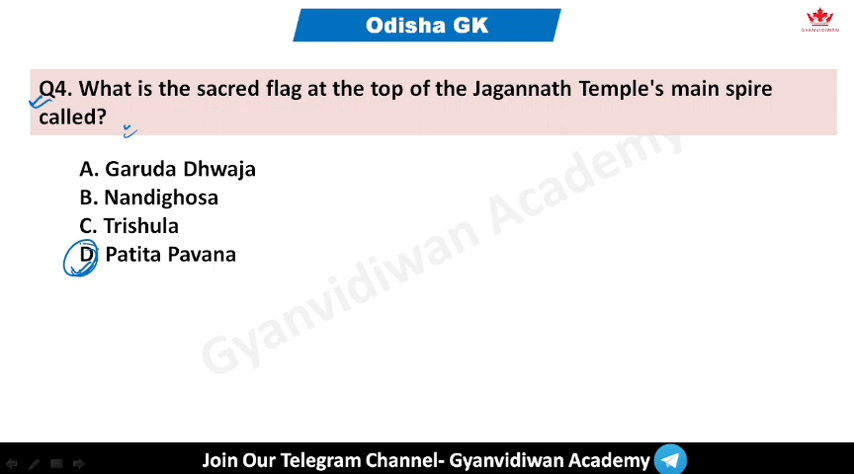 Odisha GK
GYANVIDIWAN
Q4. What is the sacred flag at the top of the Jagannath Temple's main spire
called?
A. Garuda Dhwaja
B. Nandighosa
C. Trishula
D. Patita Pavana
Gyanvidiwan Academy
Join Our Telegram Channel- Gyanvidiwan Academy